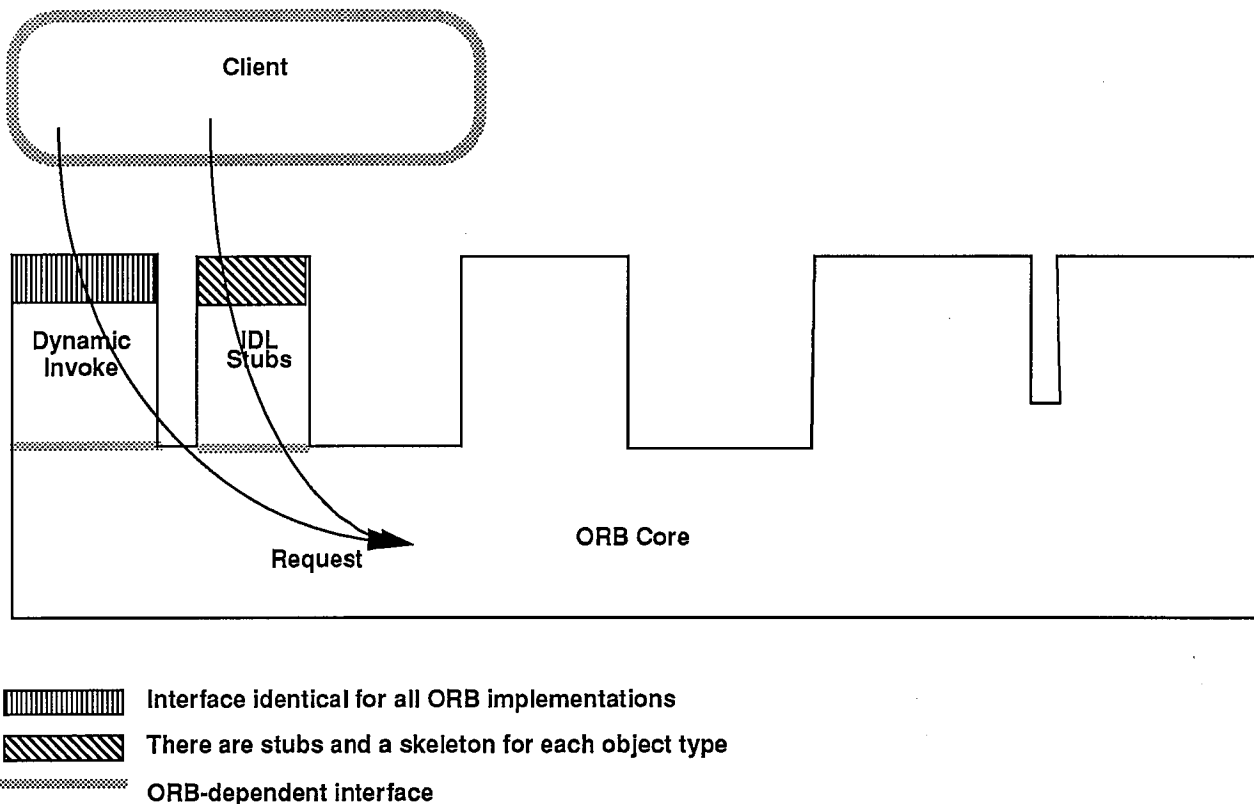 Client
Dynamic
Invoke
IDL
Stubs
Request
ORB Core
Interface identical for all ORB implementations
There are stubs and a skeleton for each object type
ORB-dependent interface